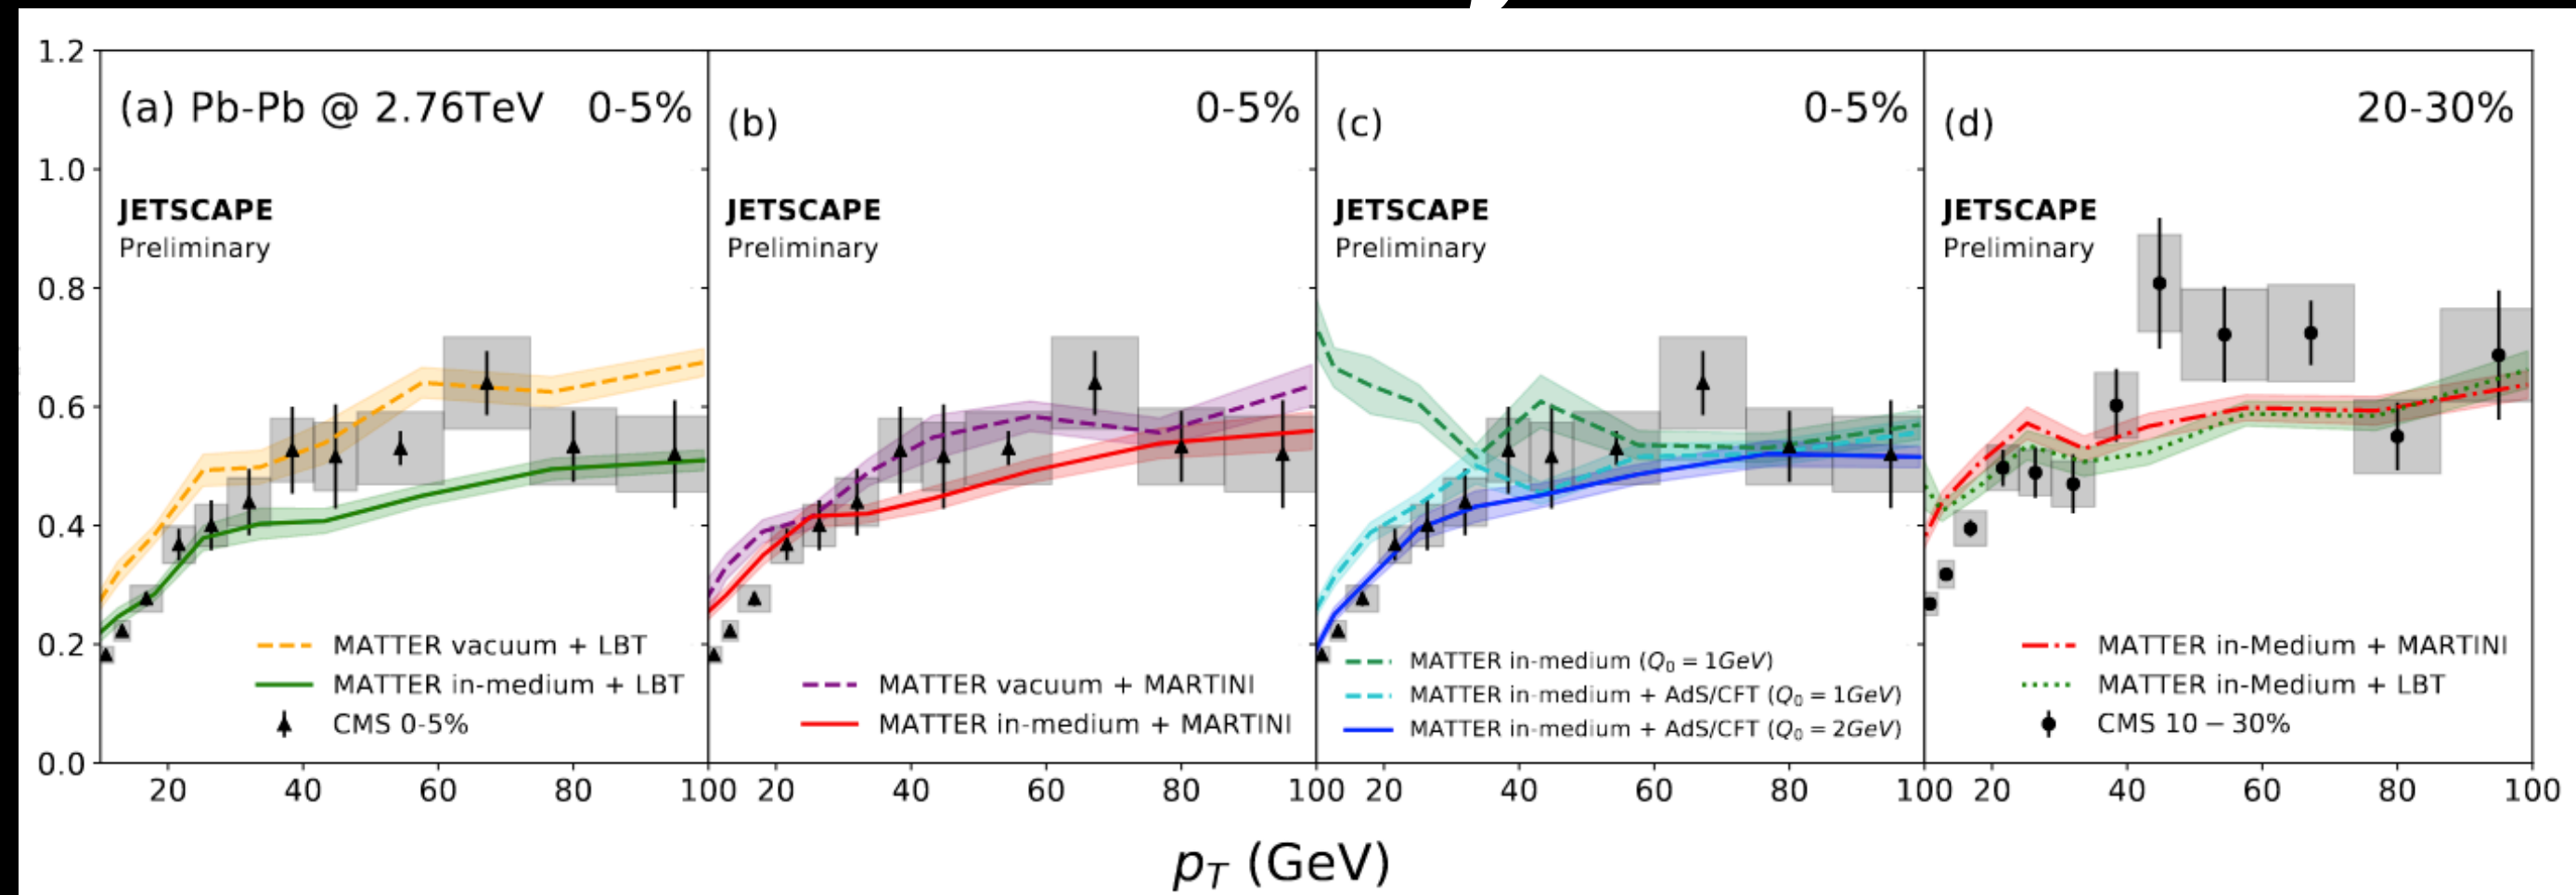 1.2
1.0
0.8
0.6
0.4
0.2
0.0
(a) Pb-Pb @ 2.76TeV 0-5%
JETSCAPE
Preliminary
MATTER vacuum + LBT
MATTER in-medium + LBT
CMS 0-5%
(b) 0-5%
JETSCAPE
Preliminary
MATTER vacuum + MARTINI
MATTER in-medium + MARTINI
(c) 0-5%
JETSCAPE
Preliminary
MATTER in-medium (Q₀ = 1GeV)
MATTER in-medium + AdS/CFT (Q₀ = 1GeV)
MATTER in-medium + AdS/CFT (Q₀ = 2GeV)
(d) 20-30%
JETSCAPE
Preliminary
MATTER in-Medium + MARTINI
MATTER in-Medium + LBT
CMS 10 − 30%
20 40 60 80 100 20 40 60 80 100 20 40 60 80 100 20 40 60 80 100
p_T (GeV)